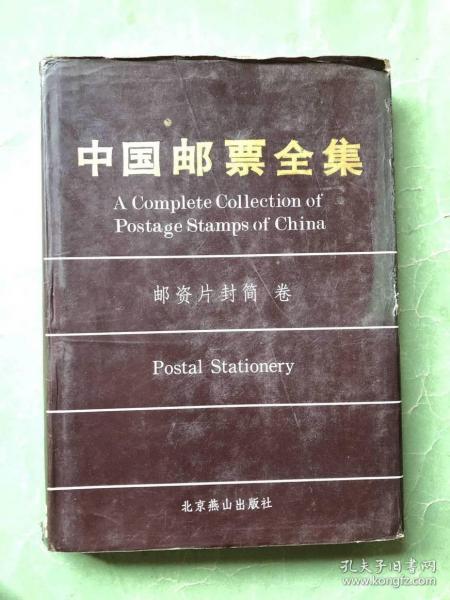 中国邮票全集
A Complete Collection of
Postage Stamps of China
邮资片封简 卷
Postal Stationery
北京燕山出版社
孔夫子旧书网
www.kongfz.com